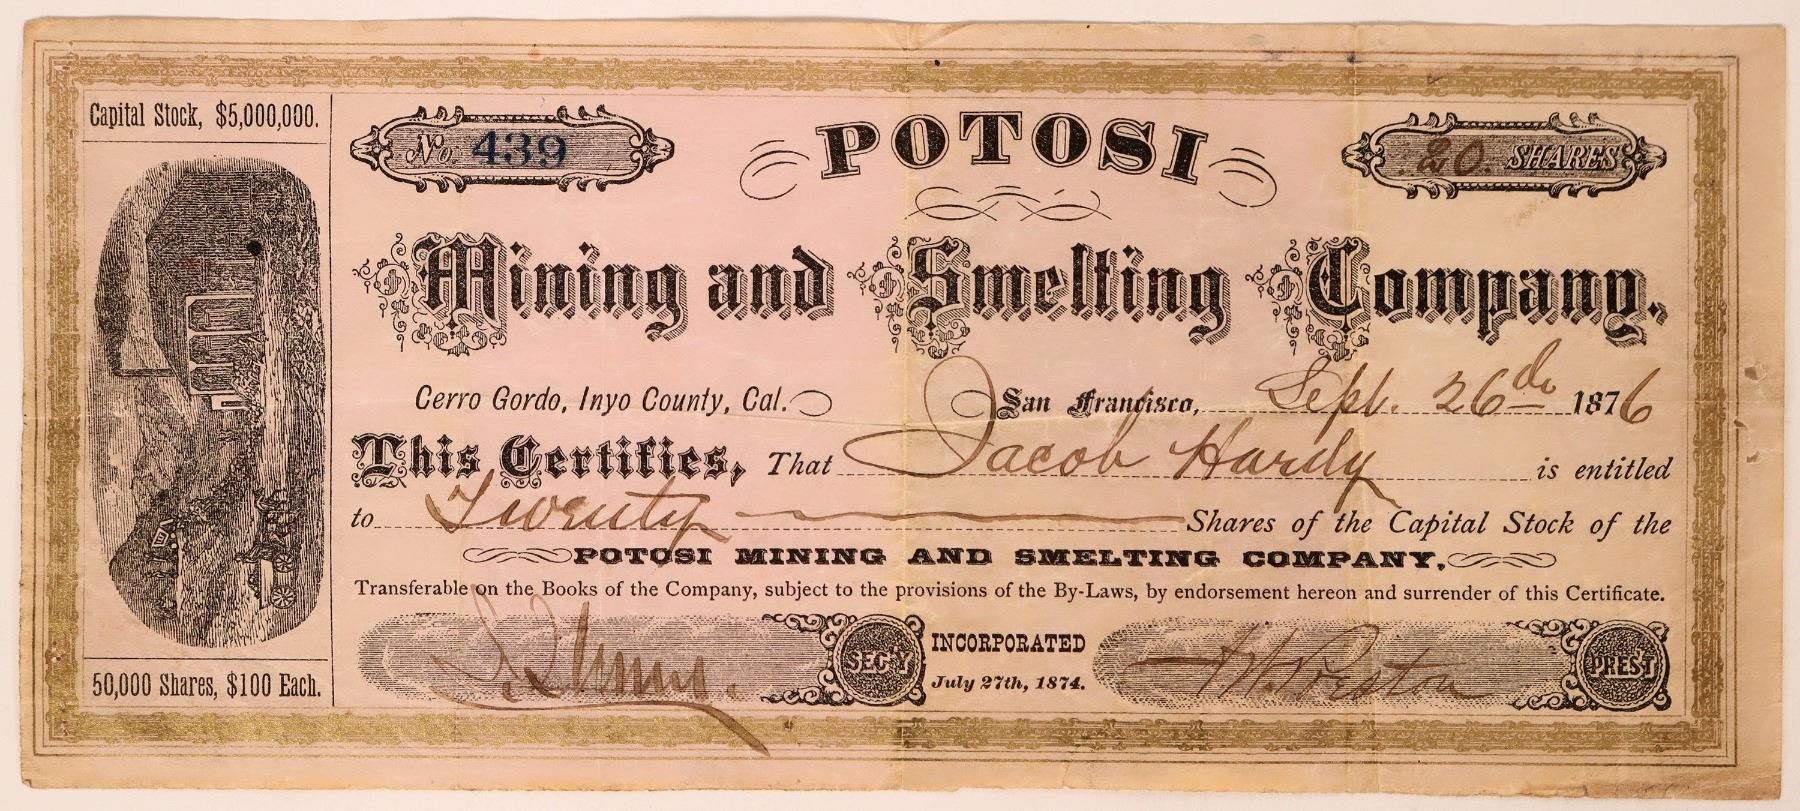 Capital Stock, $5,000,000.
No. 439
POTOSI
20. SHARES
Mining and Smelting Company.
Cerro Gordo, Inyo County, Cal.
San Francisco, Sept. 26th 1876
This Certifies, That Jacob Hardy is entitled
to Twenty Shares of the Capital Stock of the
POTOSI MINING AND SMELTING COMPANY,
Transferable on the Books of the Company, subject to the provisions of the By-Laws, by endorsement hereon and surrender of this Certificate.
SEC'Y
INCORPORATED
July 27th, 1874.
Preston
PRES'T
50,000 Shares, $100 Each.